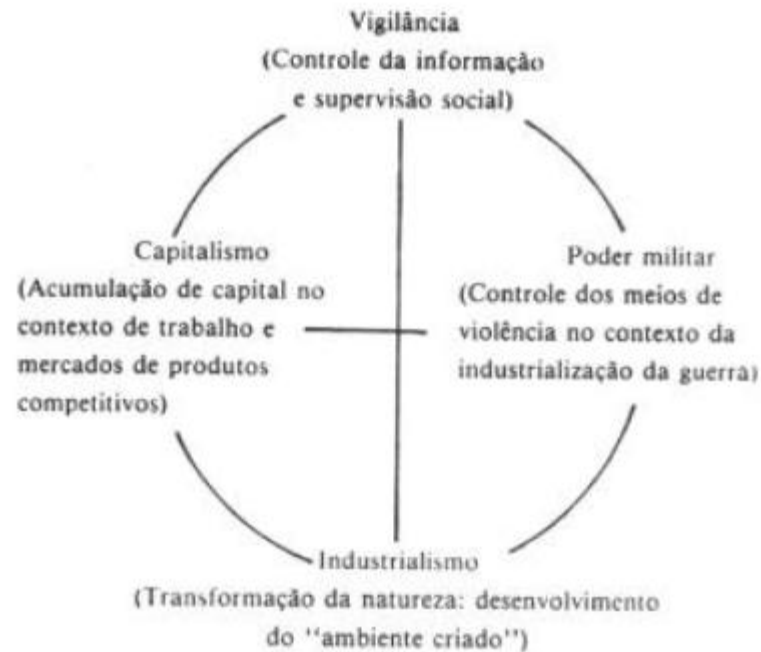 Vigilância
(Controle da informação
e supervisão social)
Capitalismo
(Acumulação de capital no
contexto de trabalho e
mercados de produtos
competitivos)
Poder militar
(Controle dos meios de
violência no contexto da
industrialização da guerra)
Industrialismo
(Transformação da natureza: desenvolvimento
do "ambiente criado")